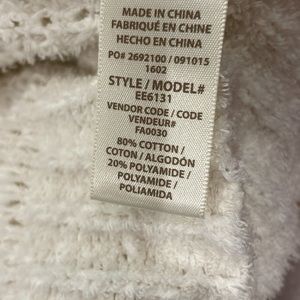 MADE IN CHINA
FABRIQUÉ EN CHINE
HECHO EN CHINA
PO# 2692100 / 091015
1602
STYLE / MODEL#
EE6131
VENDOR CODE / CODE
VENDEUR#
FA0030
80% COTTON /
COTON / ALGODÓN
20% POLYAMIDE /
POLYAMIDE /
POLIAMIDA